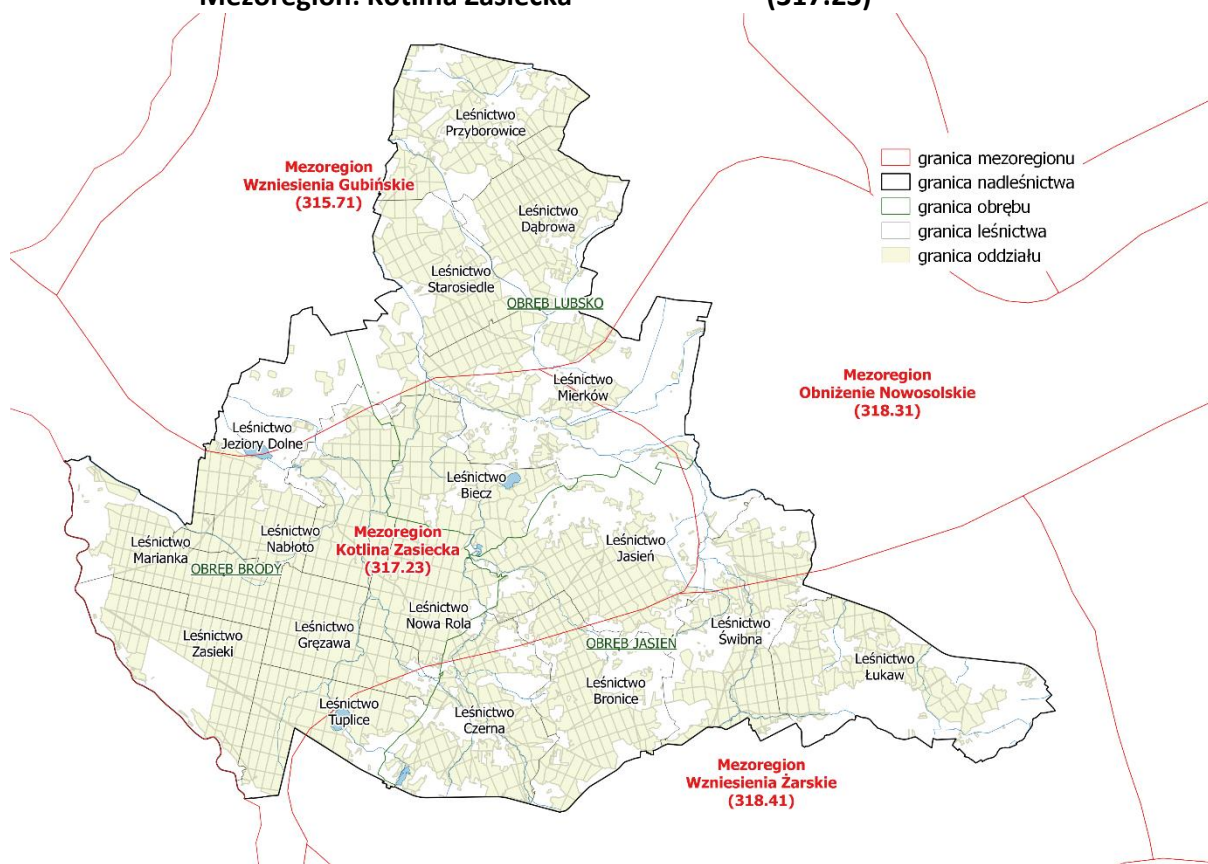 Mezoregion: Kotlina Zasiecka (317.23)
Leśnictwo
Przyborowice
granica mezoregionu
granica nadleśnictwa
granica obrębu
granica leśnictwa
granica oddziału
Mezoregion
Wzniesienia Gubińskie
(315.71)
Leśnictwo
Dąbrowa
Leśnictwo
Starosiedle
OBRĘB LUBSKO
Leśnictwo
Mierków
Mezoregion
Obniżenie Nowosolskie
(318.31)
Leśnictwo
Jeziory Dolne
Leśnictwo
Biecz
Leśnictwo
Marianka
Leśnictwo
Nabłoto
Mezoregion
Kotlina Zasiecka
(317.23)
Leśnictwo
Jasień
OBRĘB BRODY
Leśnictwo
Zasieki
Leśnictwo
Gręzawa
Leśnictwo
Nowa Rola
OBRĘB JASIEŃ
Leśnictwo
Świbna
Leśnictwo
Łukaw
Leśnictwo
Tuplice
Leśnictwo
Czerna
Leśnictwo
Bronice
Mezoregion
Wzniesienia Żarskie
(318.41)